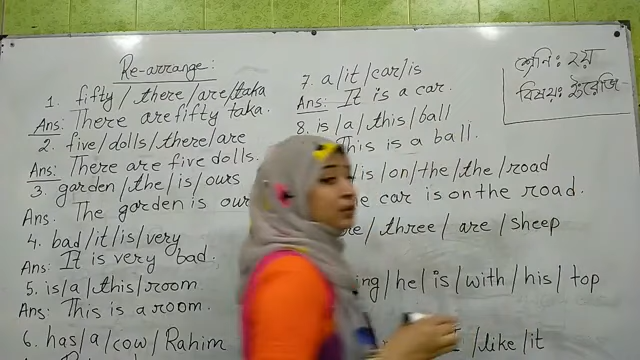 Re-arrange:
1. fifty/there/are/taka
Ans: There are fifty taka.
2. five/dolls/there/are
Ans: There are five dolls.
3. garden/the/is/ours
Ans. The garden is our
4. bad/it/is/very
Ans: It is very bad.
5. is/a/this/room
Ans: This is a room.
6. has/a/cow/Rahim
7. a/it/car/is
Ans: It is a car.
8. is/a/this/ball
This is a ball.
is/on/the/the/road
car is on the road.
three/are/sheep
he/is/with/his/top
/like/it
শ্রেনি: ২য়
বিষয়: ইংরেজি